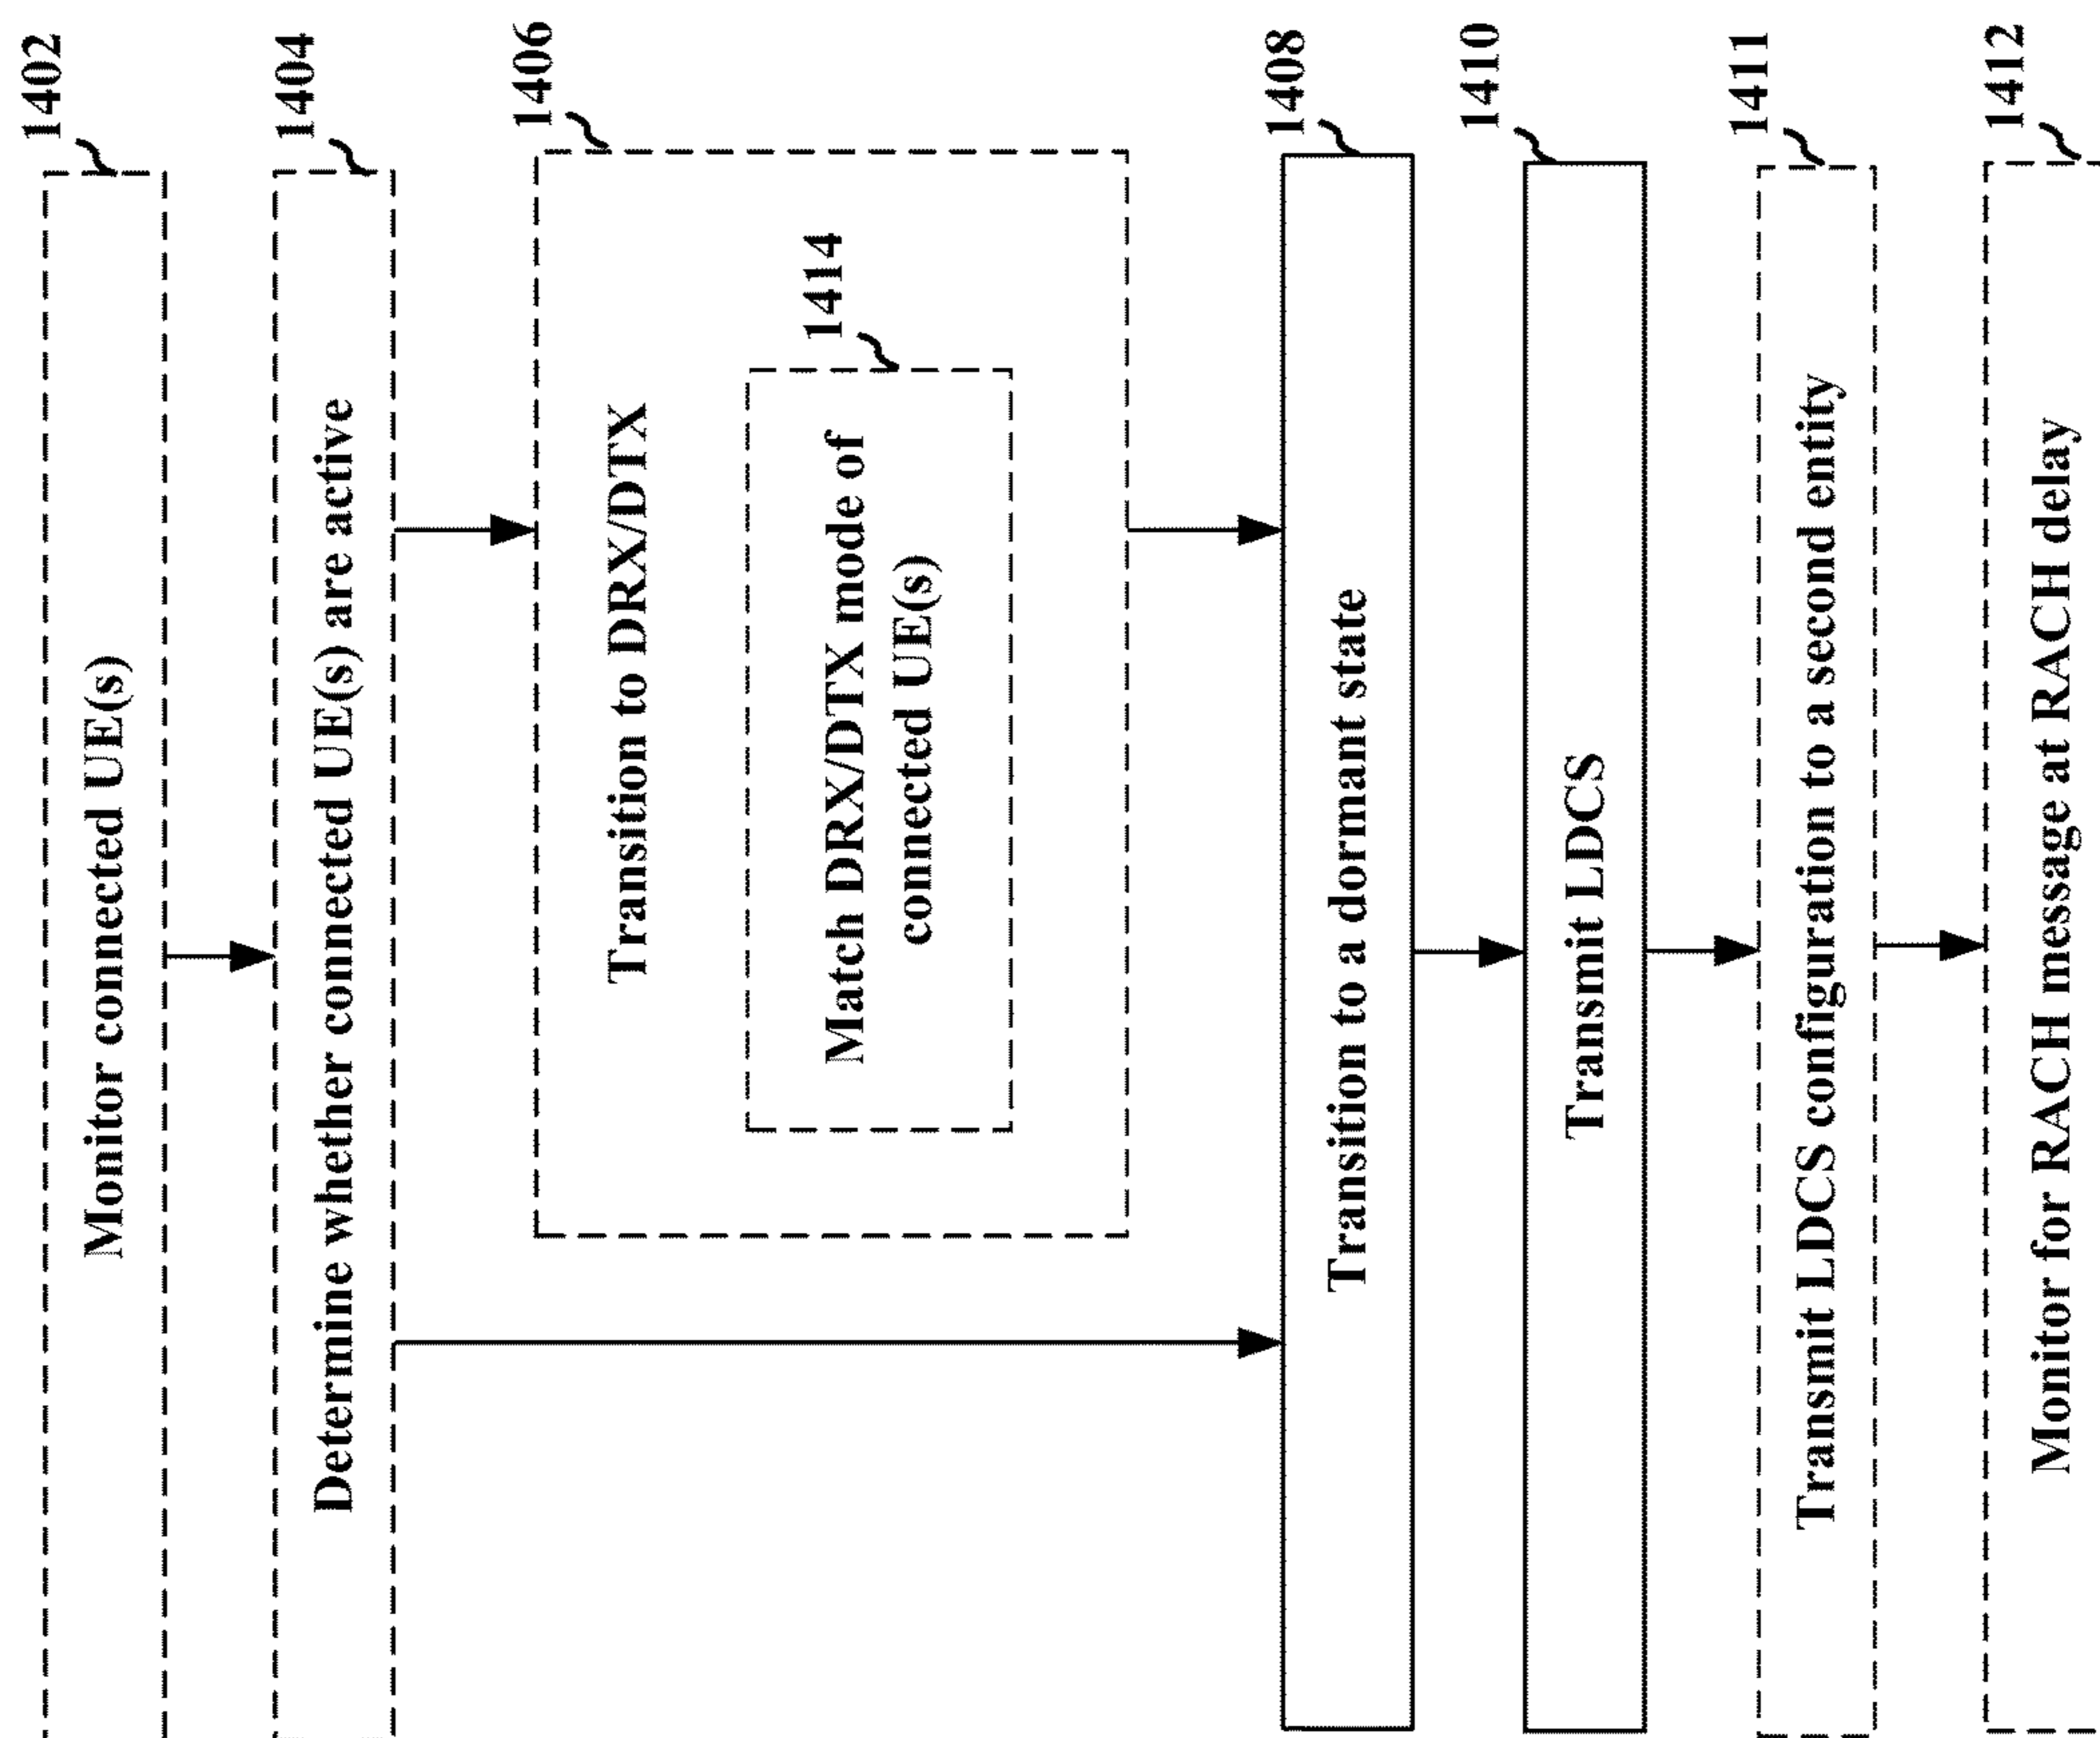 1402
Monitor connected UE(s)
1404
Determine whether connected UE(s) are active
1406
Transition to DRX/DTX
1414
Match DRX/DTX mode of
connected UE(s)
1408
Transition to a dormant state
1410
Transmit LDCS
1411
Transmit LDCS configuration to a second entity
1412
Monitor for RACH message at RACH delay